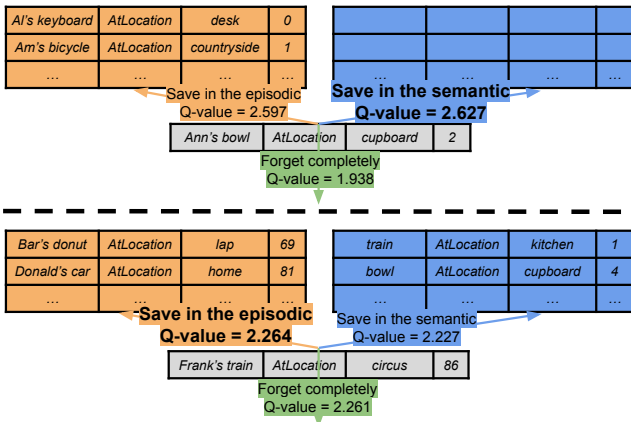 Al's keyboard AtLocation desk 0
Am's bicycle AtLocation countryside 1
... ... ... ...
... ... ... ...
Save in the episodic
Q-value = 2.597
Save in the semantic
Q-value = 2.627
Ann's bowl AtLocation cupboard 2
Forget completely
Q-value = 1.938
Bar's donut AtLocation lap 69
Donald's car AtLocation home 81
... ... ... ...
train AtLocation kitchen 1
bowl AtLocation cupboard 4
... ... ... ...
Save in the episodic
Q-value = 2.264
Save in the semantic
Q-value = 2.227
Frank's train AtLocation circus 86
Forget completely
Q-value = 2.261